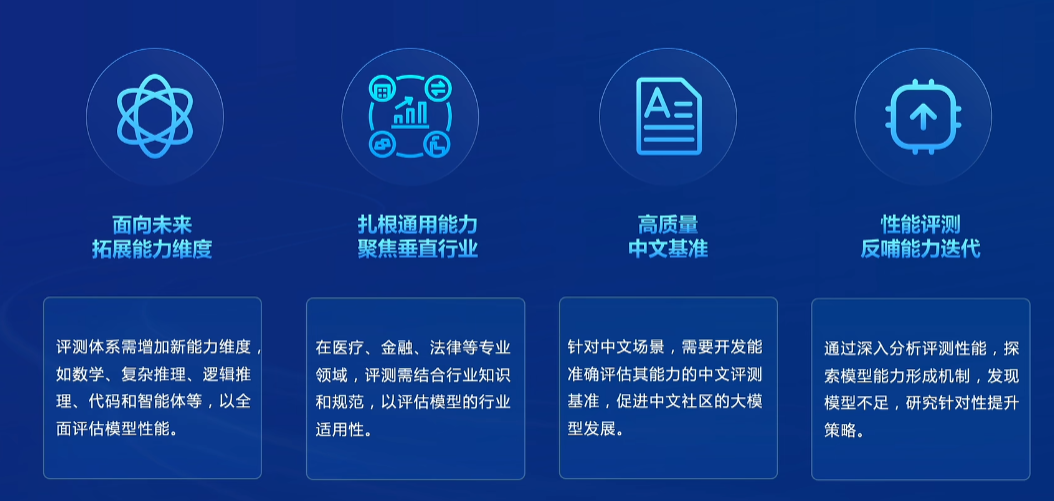 面向未来
拓展能力维度
扎根通用能力
聚焦垂直行业
高质量
中文基准
性能评测
反哺能力迭代
评测体系需增加新能力维度，
如数学、复杂推理、逻辑推
理、代码和智能体等，以全
面评估模型性能。
在医疗、金融、法律等专业
领域，评测需结合行业知识
和规范，以评估模型的行业
适用性。
针对中文场景，需要开发能
准确评估其能力的中文评测
基准，促进中文社区的大模
型发展。
通过深入分析评测性能，探
索模型能力形成机制，发现
模型不足，研究针对性提升
策略。